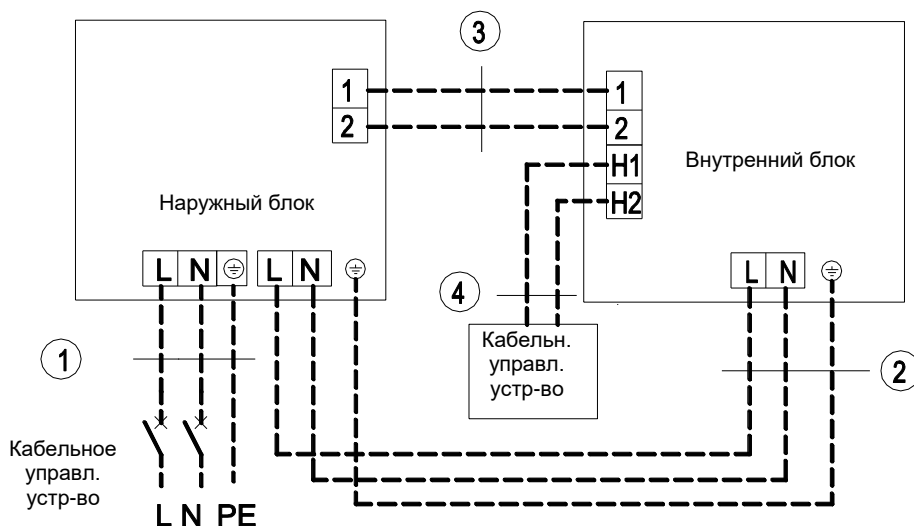 3
1
2
1
2
H1
H2
Наружный блок
Внутренний блок
L N L N
L N
4
Кабельн.
управл.
устр-во
1
2
Кабельное
управл.
устр-во
L N PE